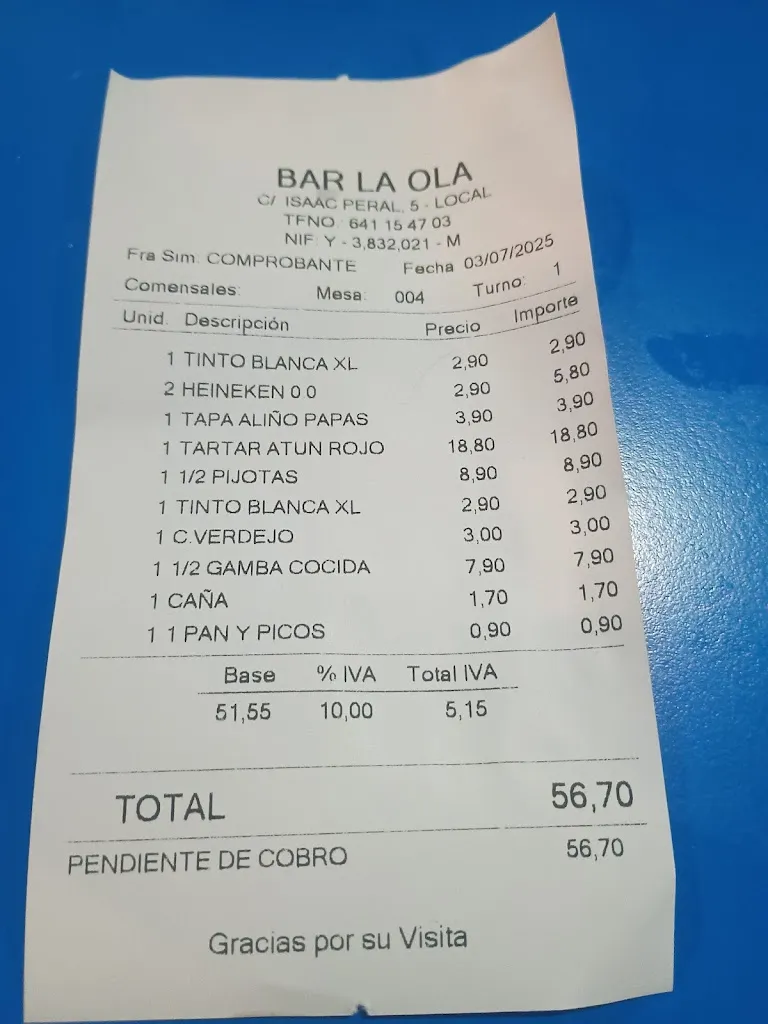 BAR LA OLA
C/ ISAAC PERAL, 5 - LOCAL
TFNO: 641 15 47 03
NIF: Y - 3,832,021 - M
Fra Sim: COMPROBANTE Fecha 03/07/2025
Comensales: Mesa: 004 Turno: 1
Unid. Descripción Precio Importe
1 TINTO BLANCA XL 2,90 2,90
2 HEINEKEN 0 0 2,90 5,80
1 TAPA ALIÑO PAPAS 3,90 3,90
1 TARTAR ATUN ROJO 18,80 18,80
1 1/2 PIJOTAS 8,90 8,90
1 TINTO BLANCA XL 2,90 2,90
1 C.VERDEJO 3,00 3,00
1 1/2 GAMBA COCIDA 7,90 7,90
1 CAÑA 1,70 1,70
1 1 PAN Y PICOS 0,90 0,90
Base % IVA Total IVA
51,55 10,00 5,15
TOTAL 56,70
PENDIENTE DE COBRO 56,70
Gracias por su Visita